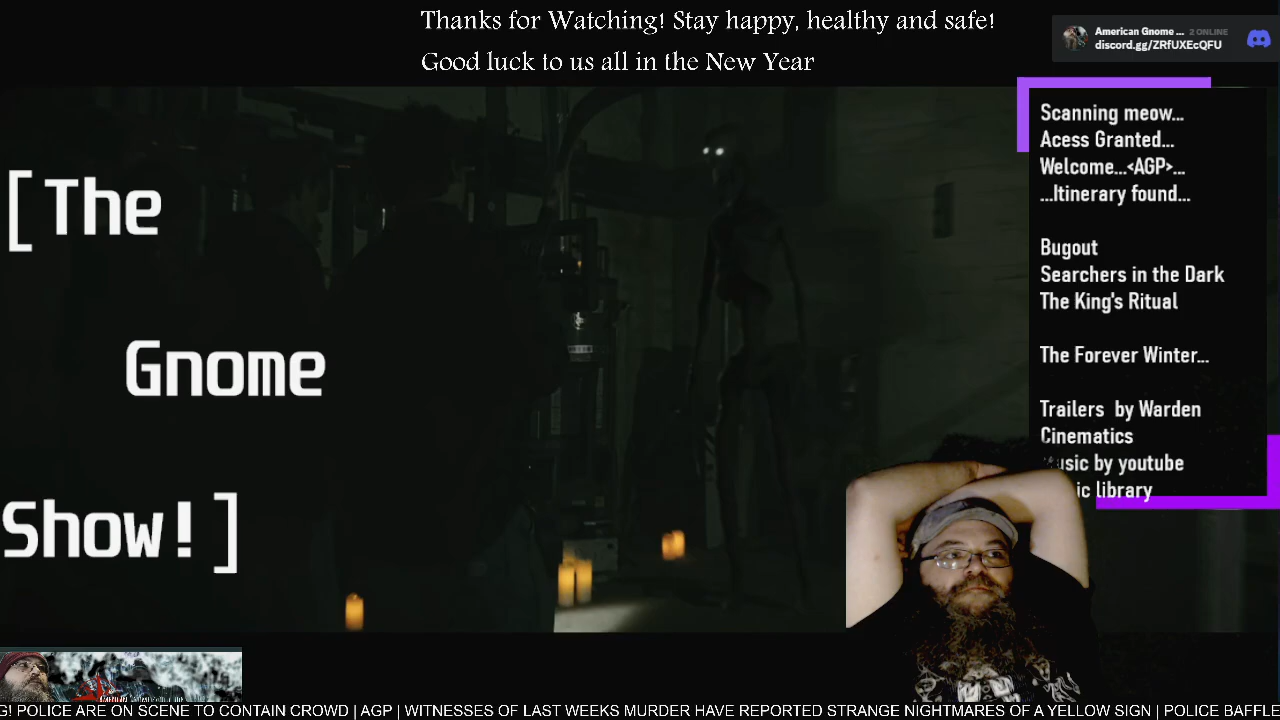 Thanks for Watching! Stay happy, healthy and safe!
Good luck to us all in the New Year
American Gnome ... 2 ONLINE
discord.gg/ZRfUXEcQFU
[The
Gnome
Show!]
Scanning meow...
Acess Granted...
Welcome...<AGP>...
...Itinerary found...
Bugout
Searchers in the Dark
The King's Ritual
The Forever Winter...
Trailers by Warden
Cinematics
usic by youtube
ic library
G! POLICE ARE ON SCENE TO CONTAIN CROWD | AGP | WITNESSES OF LAST WEEKS MURDER HAVE REPORTED STRANGE NIGHTMARES OF A YELLOW SIGN | POLICE BAFFLE